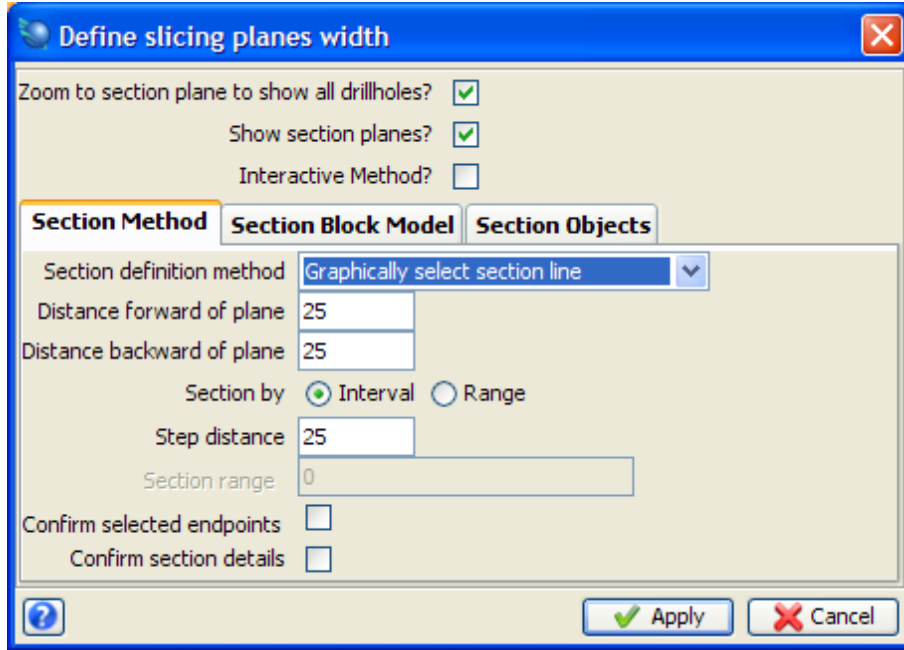 Define slicing planes width
Zoom to section plane to show all drillholes?
Show section planes?
Interactive Method?
Section Method Section Block Model Section Objects
Section definition method Graphically select section line
Distance forward of plane 25
Distance backward of plane 25
Section by Interval Range
Step distance 25
Section range 0
Confirm selected endpoints
Confirm section details
? Apply Cancel